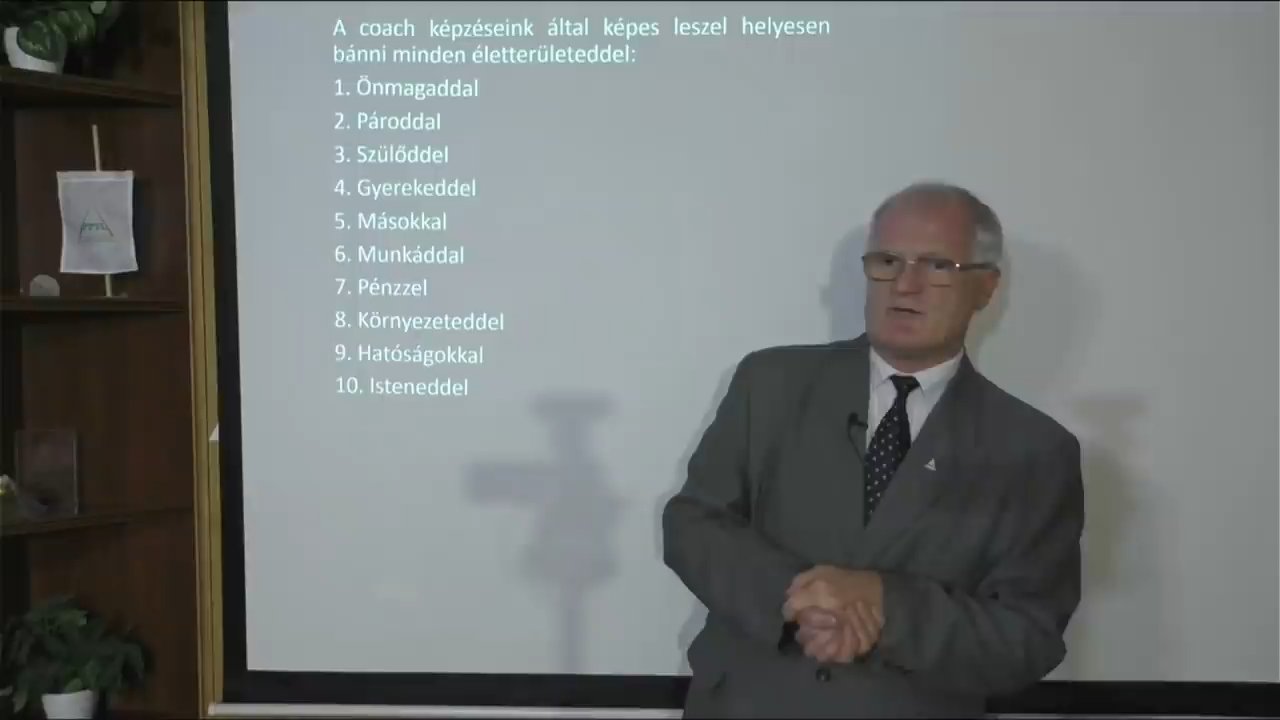 A coach képzéseink által képes leszel helyesen
bánni minden életterületeddel:
1. Önmagaddal
2. Pároddal
3. Szülőddel
4. Gyerekeddel
5. Másokkal
6. Munkáddal
7. Pénzzel
8. Környezeteddel
9. Hatóságokkal
10. Isteneddel